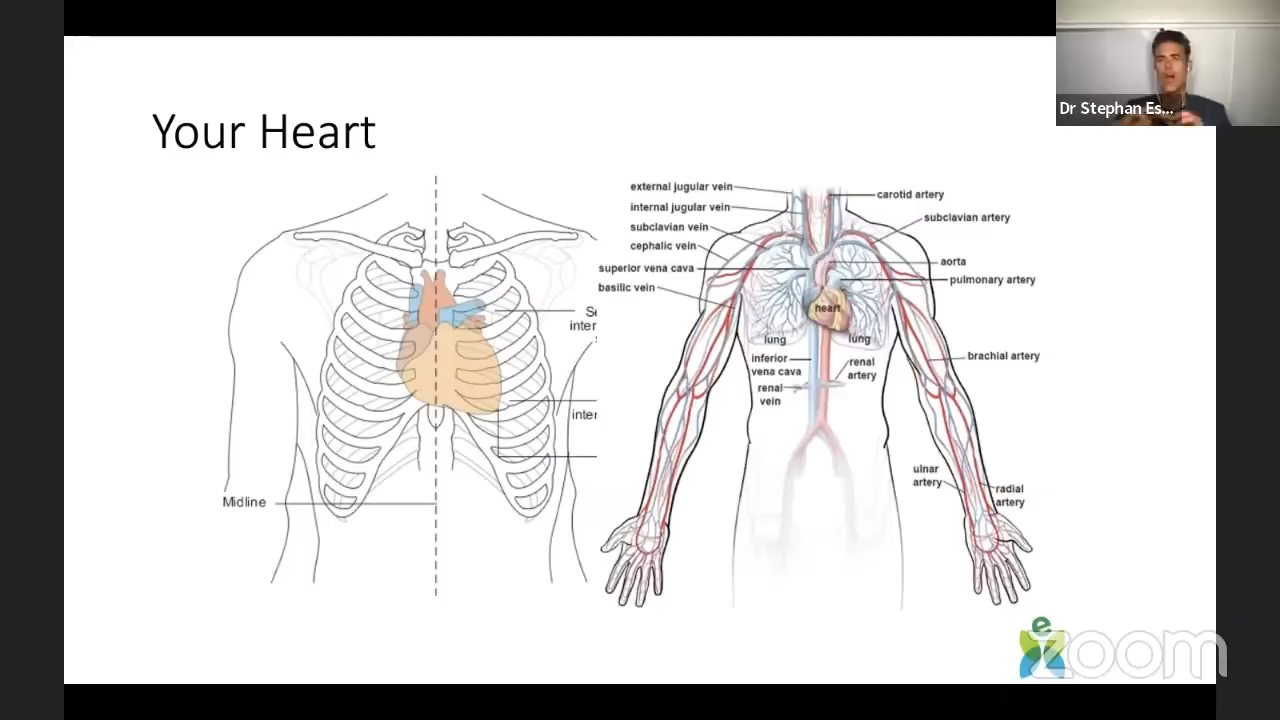 Dr Stephan Es...
Your Heart
Se
inter
inter
Midline
external jugular vein
internal jugular vein
subclavian vein
cephalic vein
superior vena cava
basilic vein
carotid artery
subclavian artery
aorta
pulmonary artery
heart
lung
lung
inferior
vena cava
renal
artery
renal
vein
brachial artery
ulnar
artery
radial
artery
e
zoom